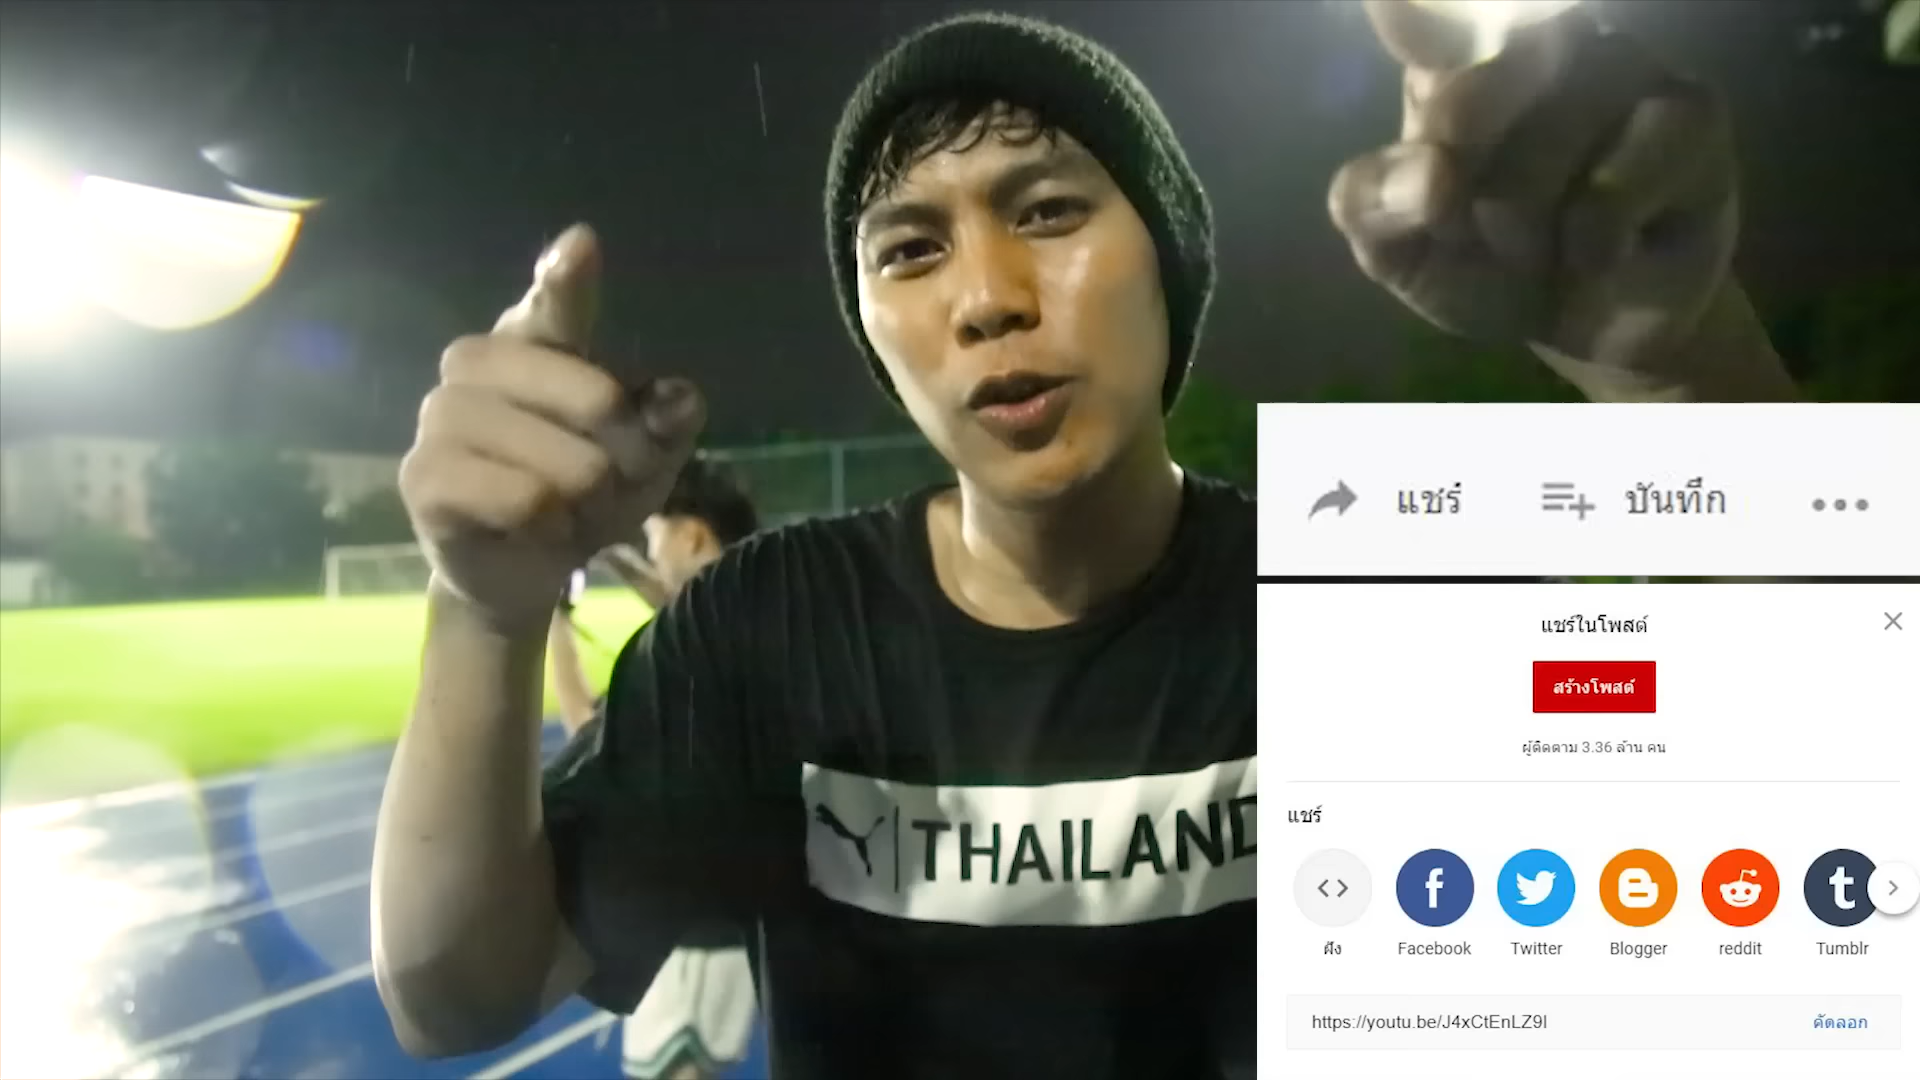 THAILAND
แชร์ บันทึก
แชร์ในโพสต์
สร้างโพสต์
ผู้ติดตาม 3.36 ล้าน คน
แชร์
ฝัง Facebook Twitter Blogger reddit Tumblr
https://youtu.be/J4xCtEnLZ9I คัดลอก